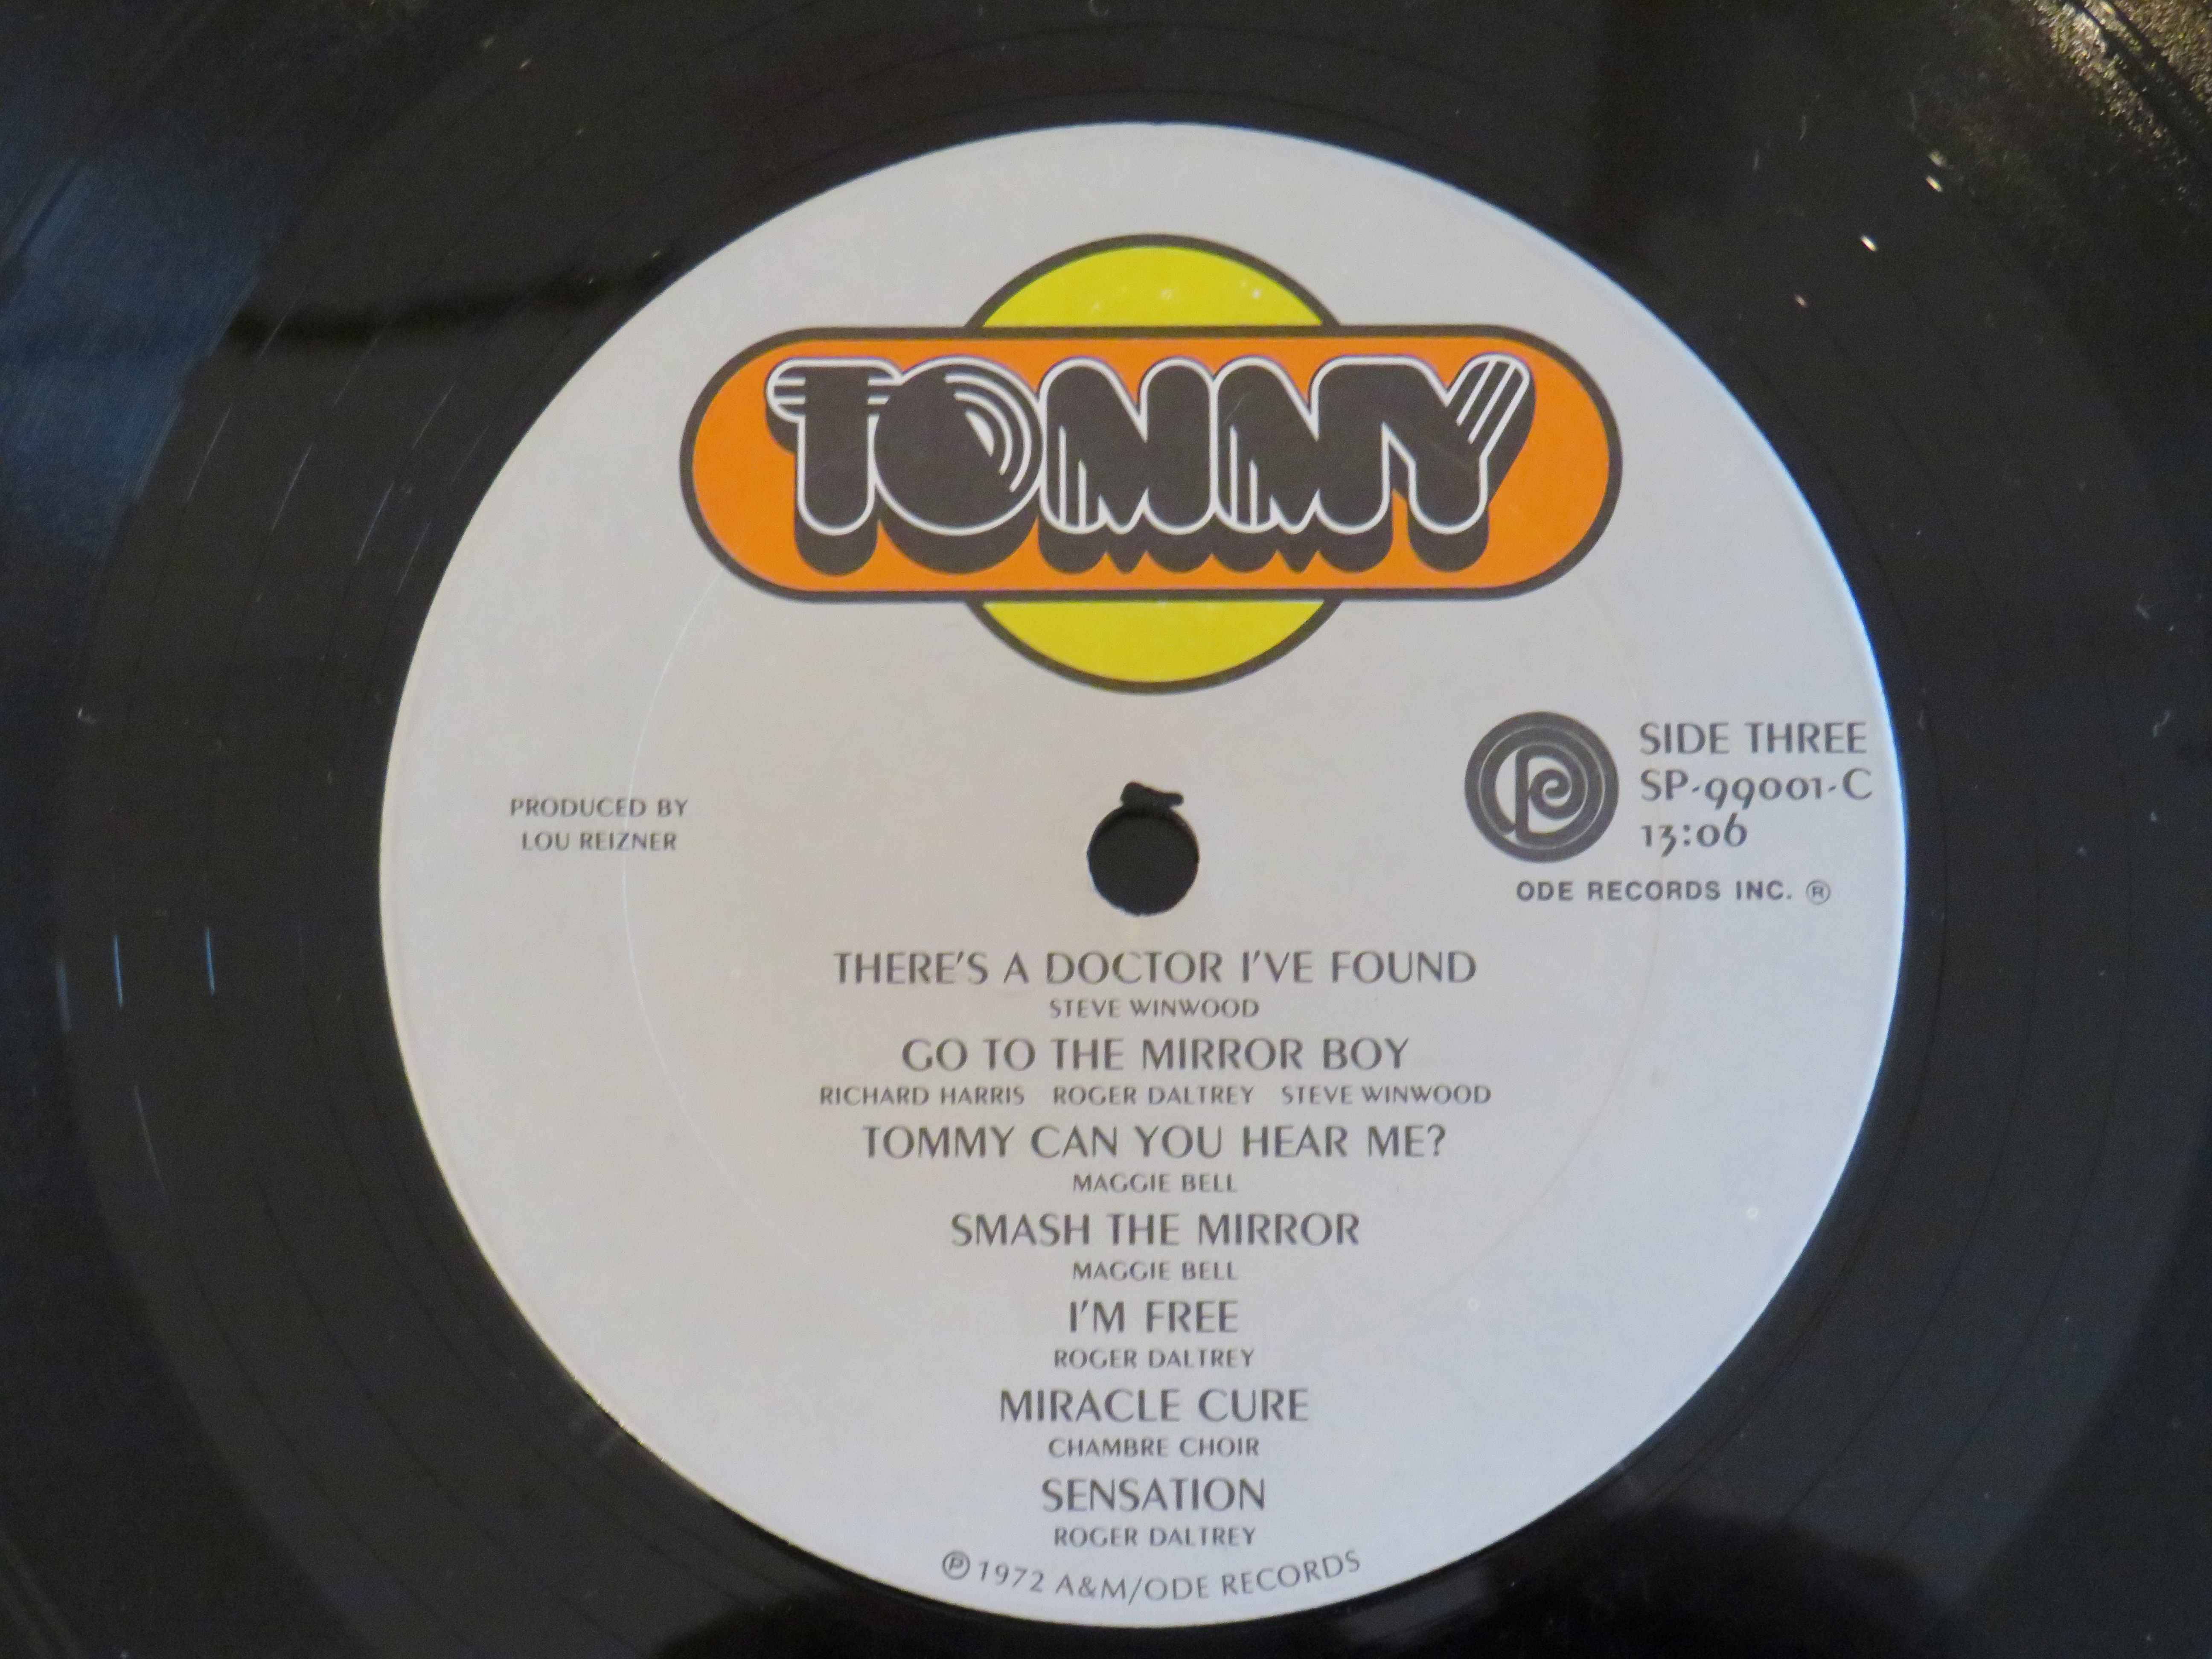 TOMMY
SIDE THREE
SP-99001-C
13:06
ODE RECORDS INC. ®
PRODUCED BY
LOU REIZNER
THERE'S A DOCTOR I'VE FOUND
STEVE WINWOOD
GO TO THE MIRROR BOY
RICHARD HARRIS ROGER DALTREY STEVE WINWOOD
TOMMY CAN YOU HEAR ME?
MAGGIE BELL
SMASH THE MIRROR
MAGGIE BELL
I'M FREE
ROGER DALTREY
MIRACLE CURE
CHAMBRE CHOIR
SENSATION
ROGER DALTREY
℗ 1972 A&M/ODE RECORDS